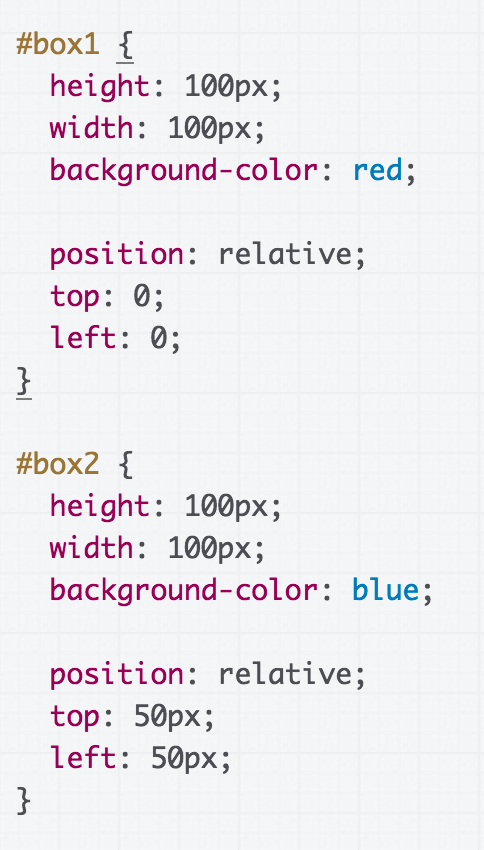 #box1 {
  height: 100px;
  width: 100px;
  background-color: red;

  position: relative;
  top: 0;
  left: 0;
}

#box2 {
  height: 100px;
  width: 100px;
  background-color: blue;

  position: relative;
  top: 50px;
  left: 50px;
}